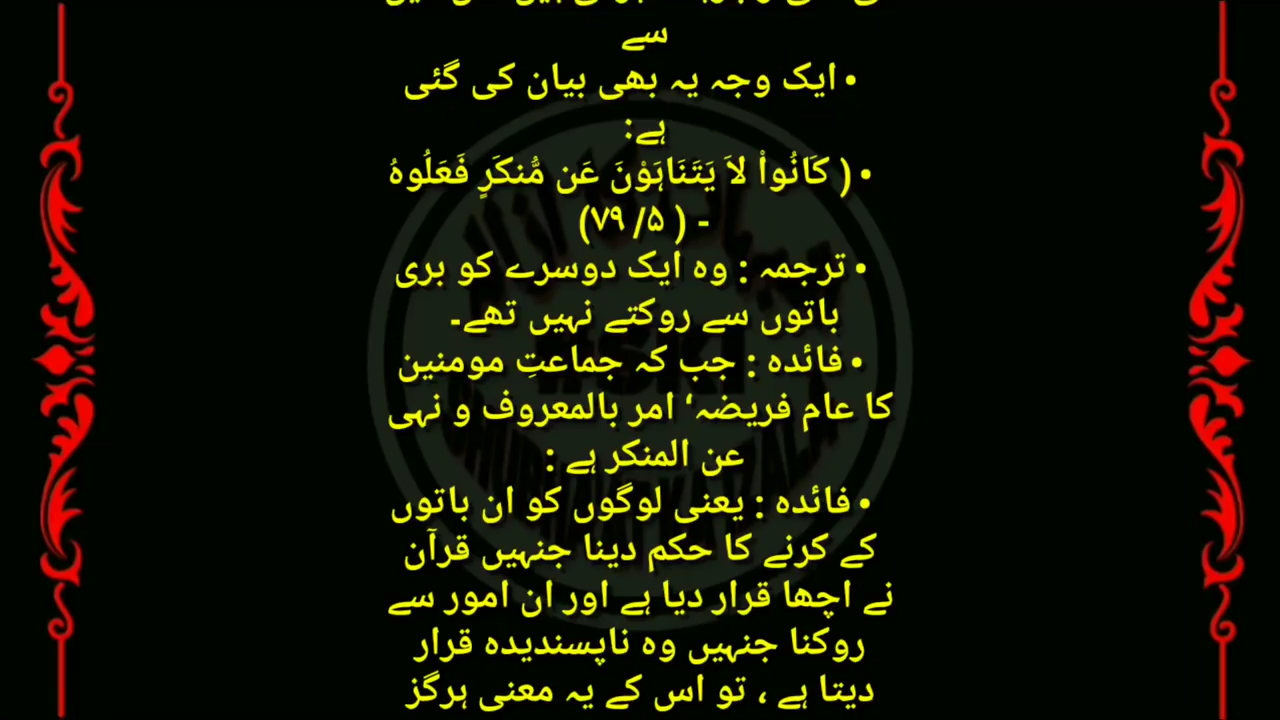 سے
• ایک وجہ یہ بھی بیان کی گئی
ہے:
• ( كَانُواْ لاَ يَتَنَاہَوْنَ عَن مُّنكَرٍ فَعَلُوہُ
- ( ۵/ ۷۹)
• ترجمہ : وہ ایک دوسرے کو بری
باتوں سے روکتے نہیں تھے۔
• فائدہ : جب کہ جماعتِ مومنین
کا عام فریضہ‘ امر بالمعروف و نہی
عن المنکر ہے :
• فائدہ : یعنی لوگوں کو ان باتوں
کے کرنے کا حکم دینا جنہیں قرآن
نے اچھا قرار دیا ہے اور ان امور سے
روکنا جنہیں وہ ناپسندیدہ قرار
دیتا ہے ، تو اس کے یہ معنی ہرگز